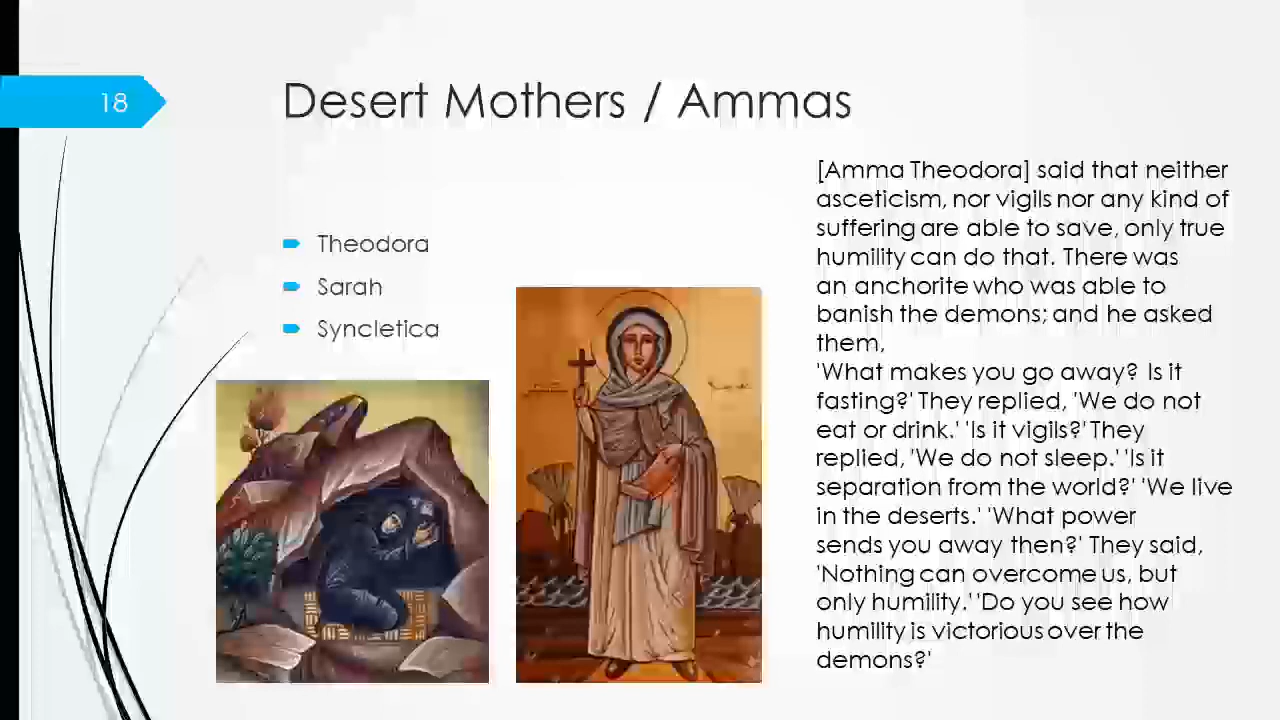 18
Desert Mothers / Ammas
Theodora
Sarah
Syncletica
[Amma Theodora] said that neither
asceticism, nor vigils nor any kind of
suffering are able to save, only true
humility can do that. There was
an anchorite who was able to
banish the demons; and he asked
them,
'What makes you go away? Is it
fasting?' They replied, 'We do not
eat or drink.' 'Is it vigils?' They
replied, 'We do not sleep.' 'Is it
separation from the world?' 'We live
in the deserts.' 'What power
sends you away then?' They said,
'Nothing can overcome us, but
only humility.' 'Do you see how
humility is victorious over the
demons?'